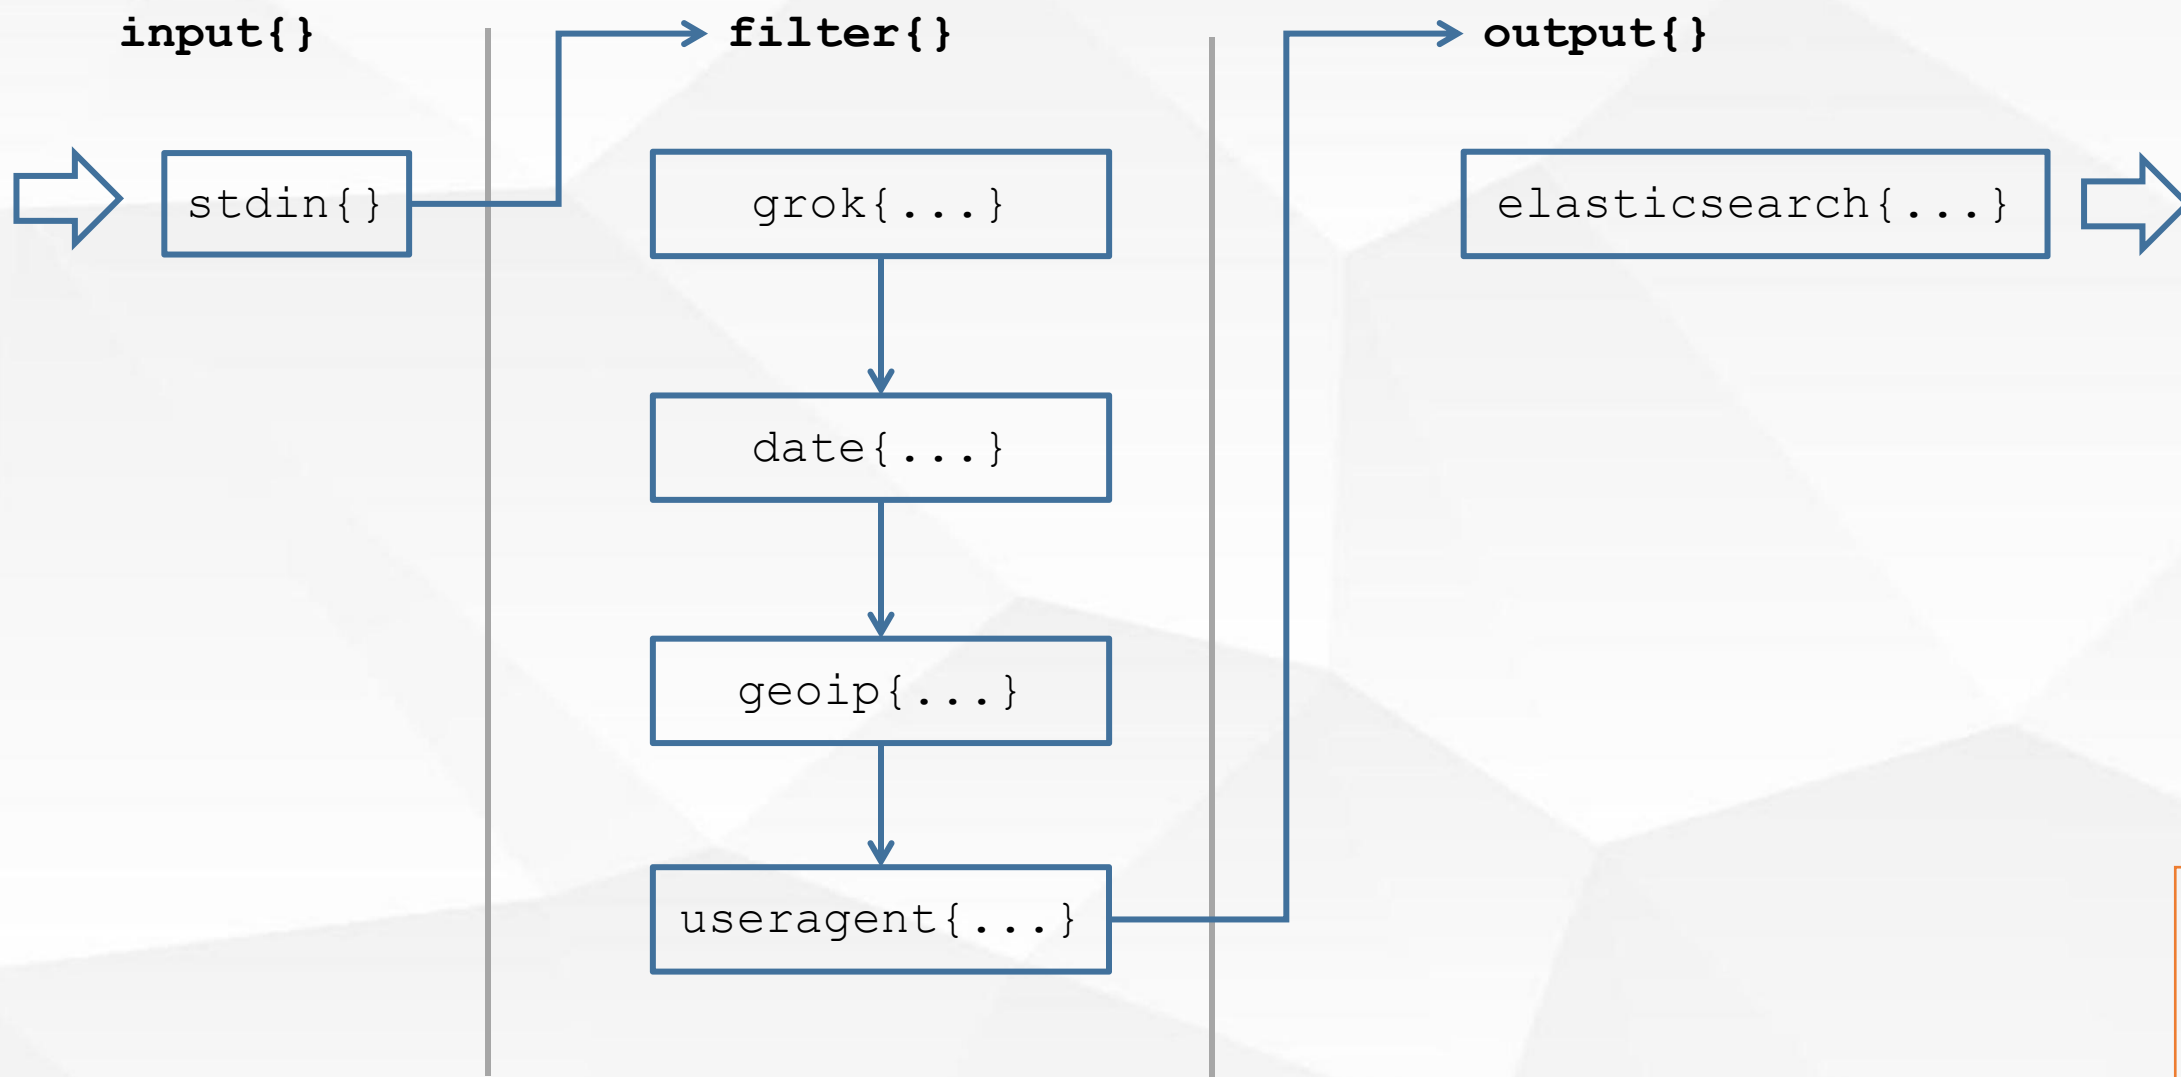 input{}
filter{}
output{}
stdin{}
grok{...}
elasticsearch{...}
date{...}
geoip{...}
useragent{...}